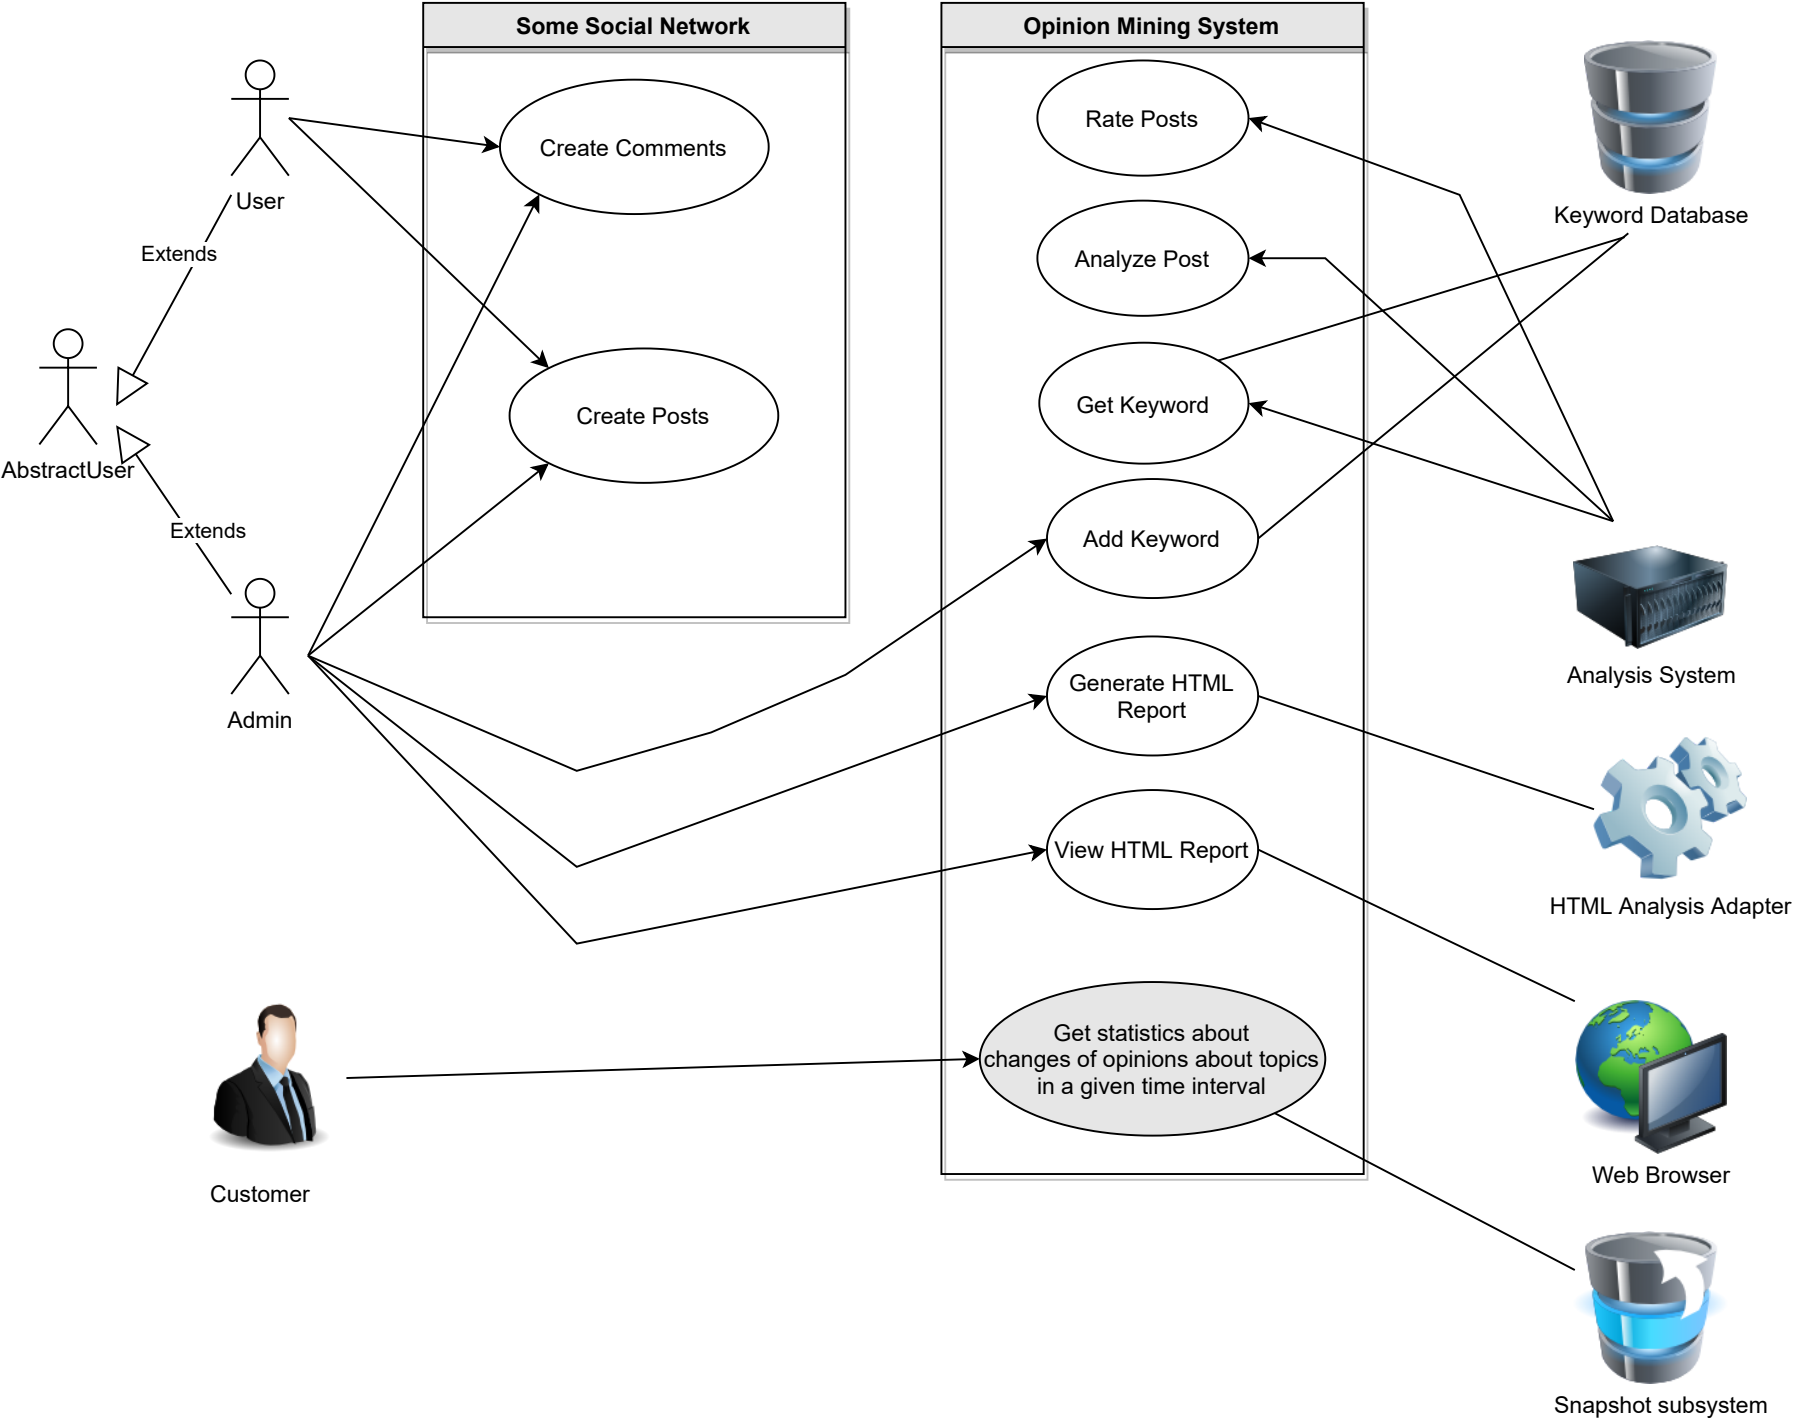 Some Social Network
Opinion Mining System
User
Extends
AbstractUser
Extends
Admin
Customer
Create Comments
Create Posts
Rate Posts
Analyze Post
Get Keyword
Add Keyword
Generate HTML
Report
View HTML Report
Get statistics about
changes of opinions about topics
in a given time interval
Keyword Database
Analysis System
HTML Analysis Adapter
Web Browser
Snapshot subsystem